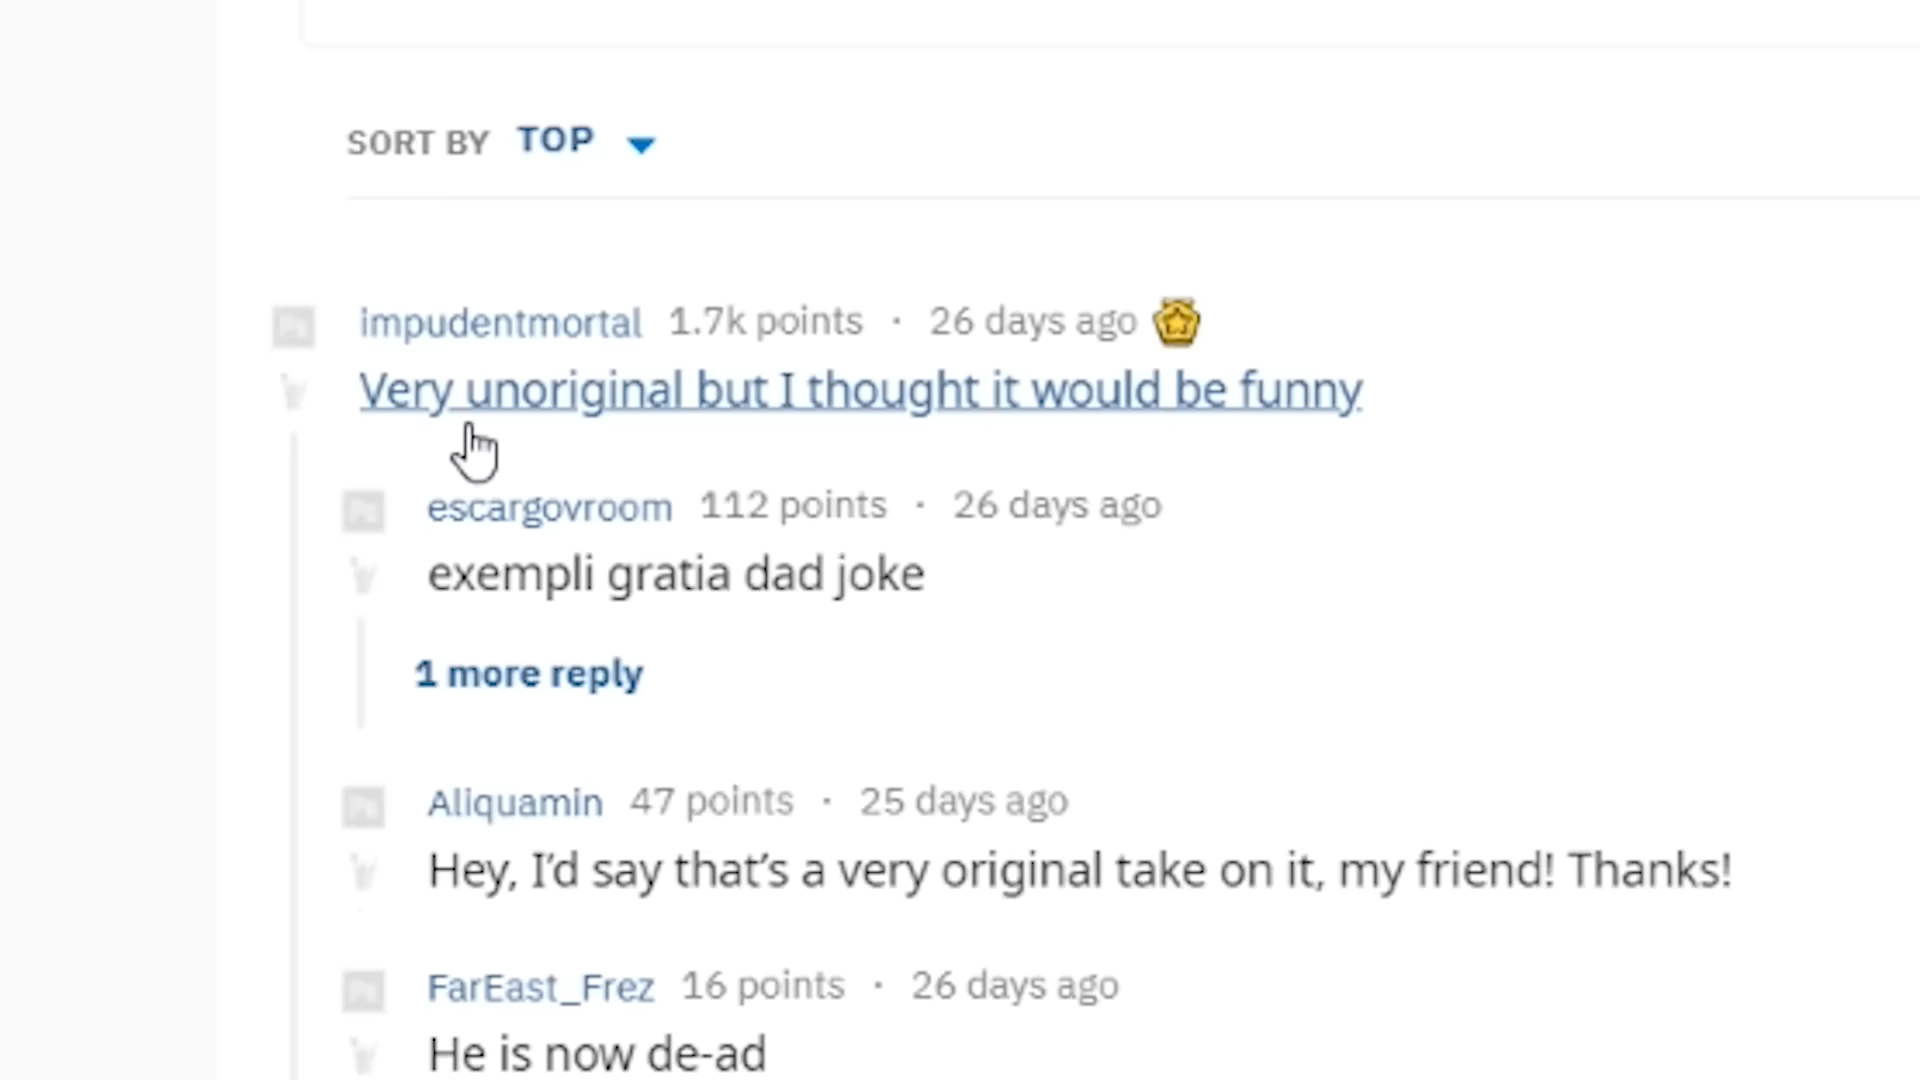 SORT BY TOP
impudentmortal 1.7k points · 26 days ago
Very unoriginal but I thought it would be funny
escargovroom 112 points · 26 days ago
exempli gratia dad joke
1 more reply
Aliquamin 47 points · 25 days ago
Hey, I’d say that’s a very original take on it, my friend! Thanks!
FarEast_Frez 16 points · 26 days ago
He is now de-ad